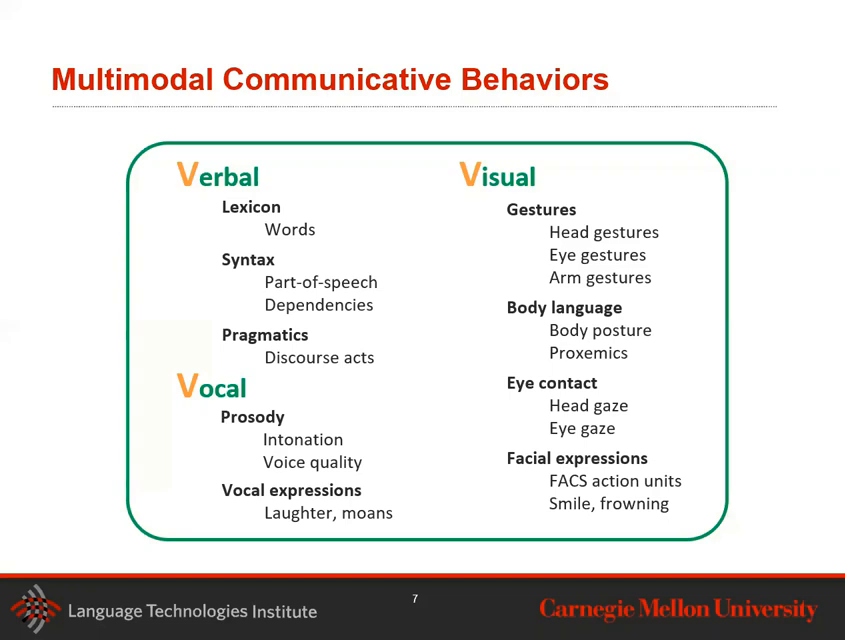 Multimodal Communicative Behaviors
Verbal
Lexicon
Words
Syntax
Part-of-speech
Dependencies
Pragmatics
Discourse acts
Vocal
Prosody
Intonation
Voice quality
Vocal expressions
Laughter, moans
Visual
Gestures
Head gestures
Eye gestures
Arm gestures
Body language
Body posture
Proxemics
Eye contact
Head gaze
Eye gaze
Facial expressions
FACS action units
Smile, frowning
Language Technologies Institute
7
Carnegie Mellon University